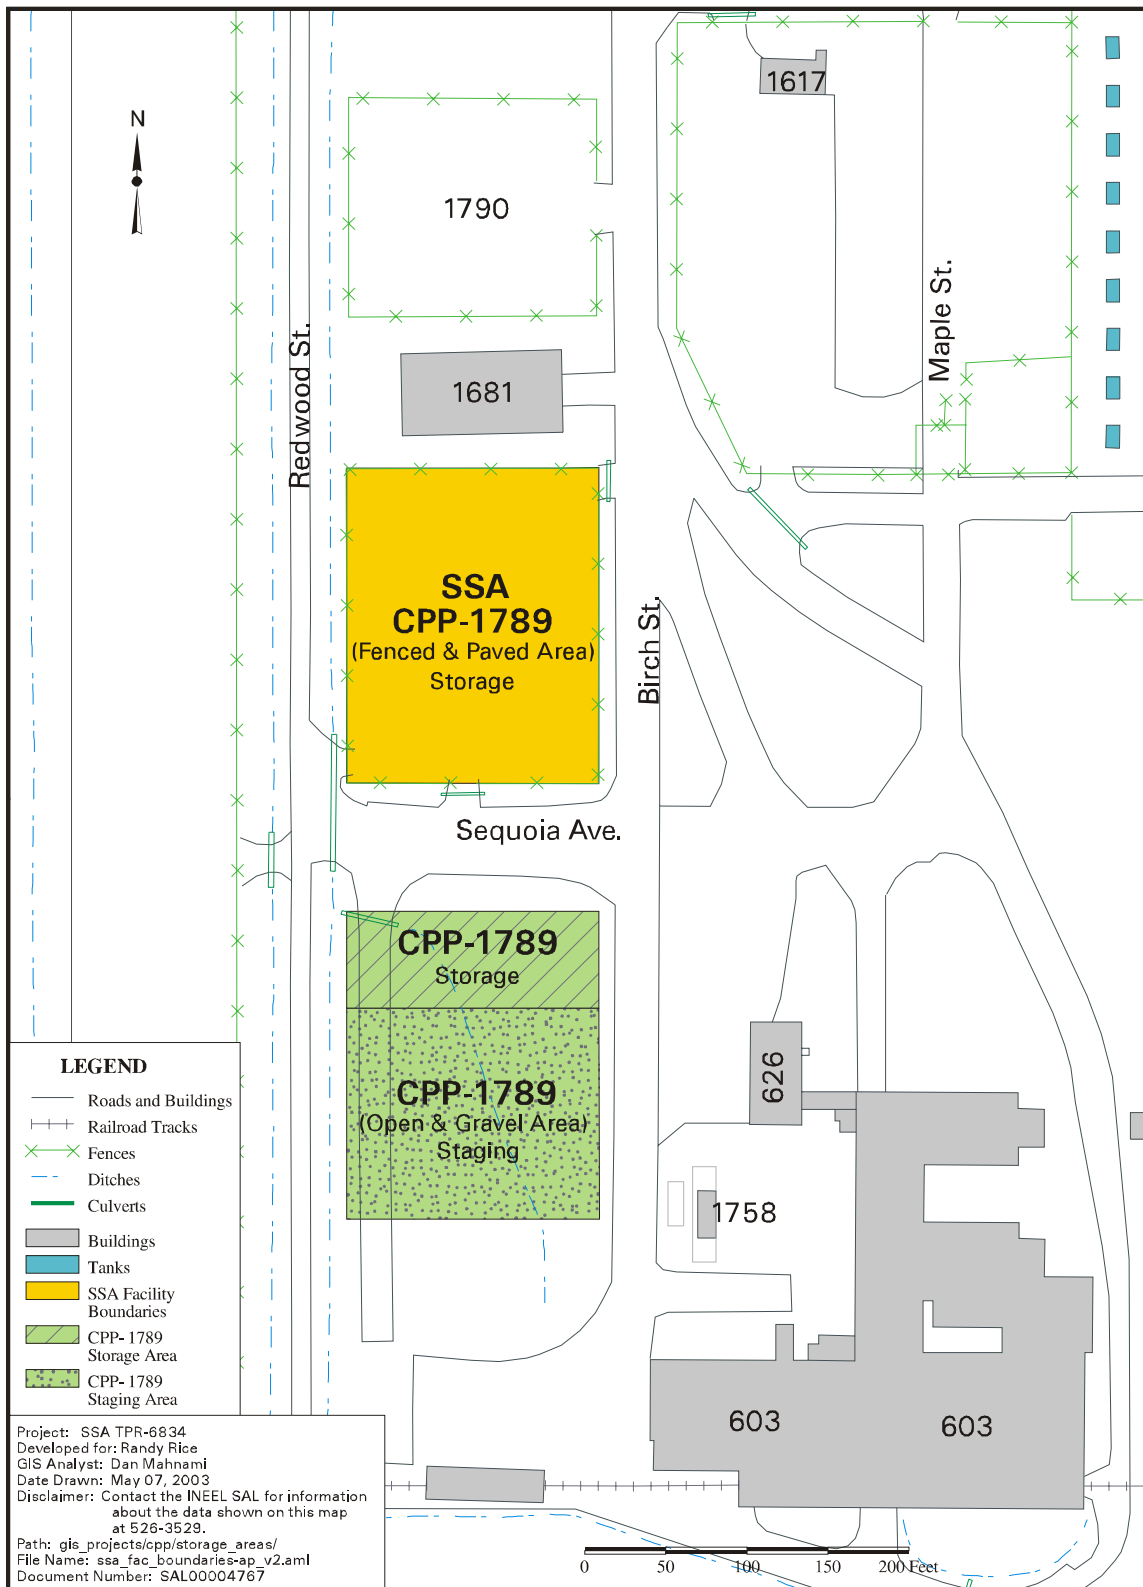 N
1617
1790
Maple St.
Redwood St.
1681
SSA
CPP-1789
(Fenced & Paved Area)
Storage
Birch St.
Sequoia Ave.
CPP-1789
Storage
CPP-1789
(Open & Gravel Area)
Staging
626
1758
603
603
LEGEND
Roads and Buildings
Railroad Tracks
Fences
Ditches
Culverts
Buildings
Tanks
SSA Facility
Boundaries
CPP-1789
Storage Area
CPP-1789
Staging Area
Project: SSA TPR-6834
Developed for: Randy Rice
GIS Analyst: Dan Mahnami
Date Drawn: May 07, 2003
Disclaimer: Contact the INEEL SAL for information
about the data shown on this map
at 526-3529.
Path: gis_projects/cpp/storage_areas/
File Name: ssa_fac_boundaries-ap_v2.aml
Document Number: SAL00004767
0 50 100 150 200 Feet